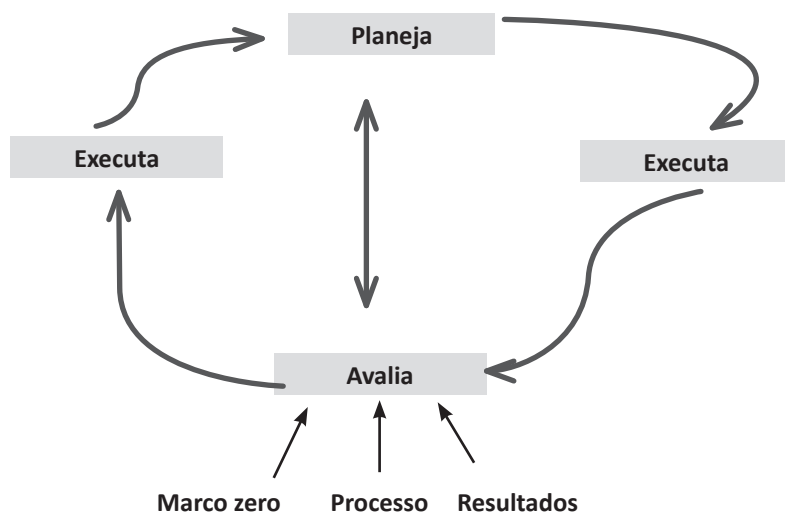 Planeja
Executa
Executa
Avalia
Marco zero
Processo
Resultados